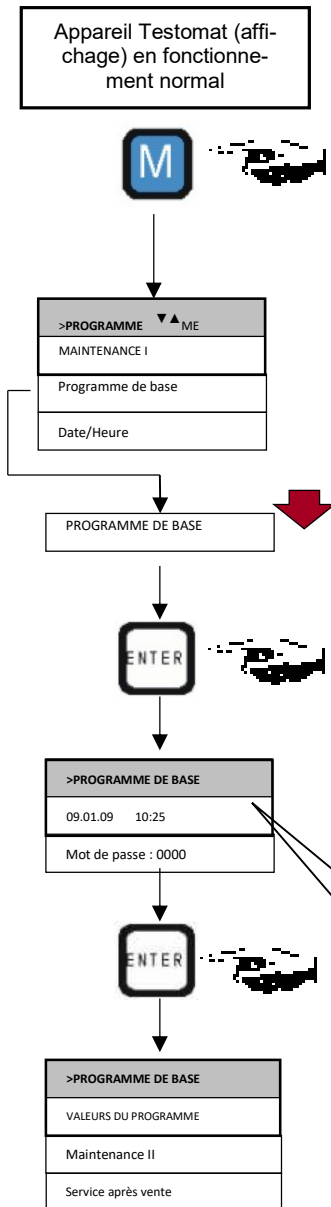 Appareil Testomat (affi-
chage) en fonctionne-
ment normal
M
>PROGRAMME ▼▲ ME
MAINTENANCE I
Programme de base
Date/Heure
PROGRAMME DE BASE
ENTER
>PROGRAMME DE BASE
09.01.09 10:25
Mot de passe : 0000
ENTER
>PROGRAMME DE BASE
VALEURS DU PROGRAMME
Maintenance II
Service après vente